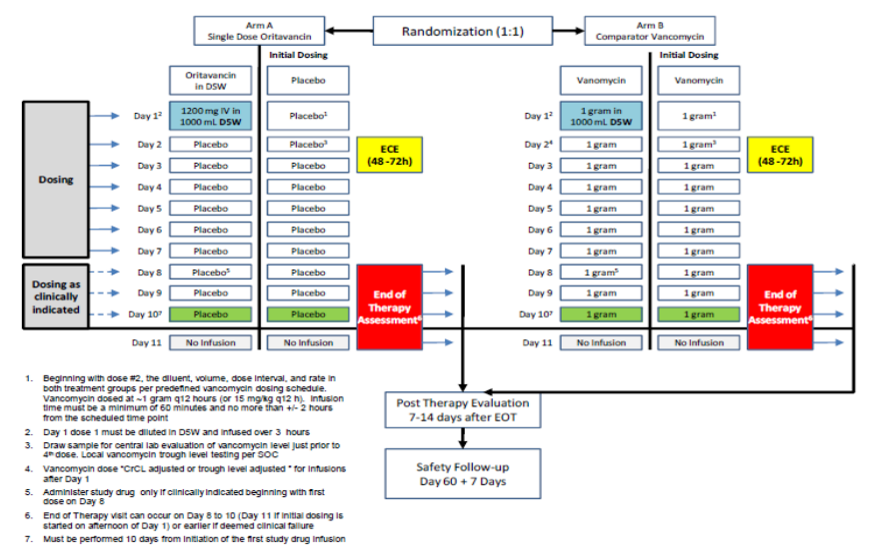 Arm A
Single Dose Oritavancin
Randomization (1:1)
Arm B
Comparator Vancomycin
Initial Dosing
Initial Dosing
Oritavancin
in D5W
Placebo
Vanomycin
Vanomycin
Dosing
Day 1²
1200 mg IV in
1000 mL D5W
Placebo¹
Day 1²
1 gram in
1000 mL D5W
1 gram¹
Day 2
Placebo
Placebo³
ECE
(48-72h)
Day 2⁴
1 gram
1 gram³
ECE
(48-72h)
Day 3
Placebo
Placebo
Day 3
1 gram
1 gram
Day 4
Placebo
Placebo
Day 4
1 gram
1 gram
Day 5
Placebo
Placebo
Day 5
1 gram
1 gram
Day 6
Placebo
Placebo
Day 6
1 gram
1 gram
Day 7
Placebo
Placebo
Day 7
1 gram
1 gram
Dosing as
clinically
indicated
Day 8
Placebo⁵
Placebo
Day 8
1 gram⁵
1 gram
Day 9
Placebo
Placebo
Day 9
1 gram
1 gram
Day 10⁷
Placebo
Placebo
Day 10⁷
1 gram
1 gram
End of
Therapy
Assessment⁶
End of
Therapy
Assessment⁶
Day 11
No Infusion
No Infusion
Day 11
No Infusion
No Infusion
Post Therapy Evaluation
7-14 days after EOT
Safety Follow-up
Day 60 + 7 Days
1. Beginning with dose #2, the diluent, volume, dose interval, and rate in
both treatment groups per predefined vancomycin dosing schedule.
Vancomycin dosed at ~1 gram q12 hours (or 15 mg/kg q12 h). Infusion
time must be a minimum of 60 minutes and no more than +/- 2 hours
from the scheduled time point
2. Day 1 dose 1 must be diluted in D5W and infused over 3 hours
3. Draw sample for central lab evaluation of vancomycin level just prior to
4th dose. Local vancomycin trough level testing per SOC
4. Vancomycin dose "CrCL adjusted or trough level adjusted " for infusions
after Day 1
5. Administer study drug only if clinically indicated beginning with first
dose on Day 8
6. End of Therapy visit can occur on Day 8 to 10 (Day 11 if initial dosing is
started on afternoon of Day 1) or earlier if deemed clinical failure
7. Must be performed 10 days from initiation of the first study drug infusion